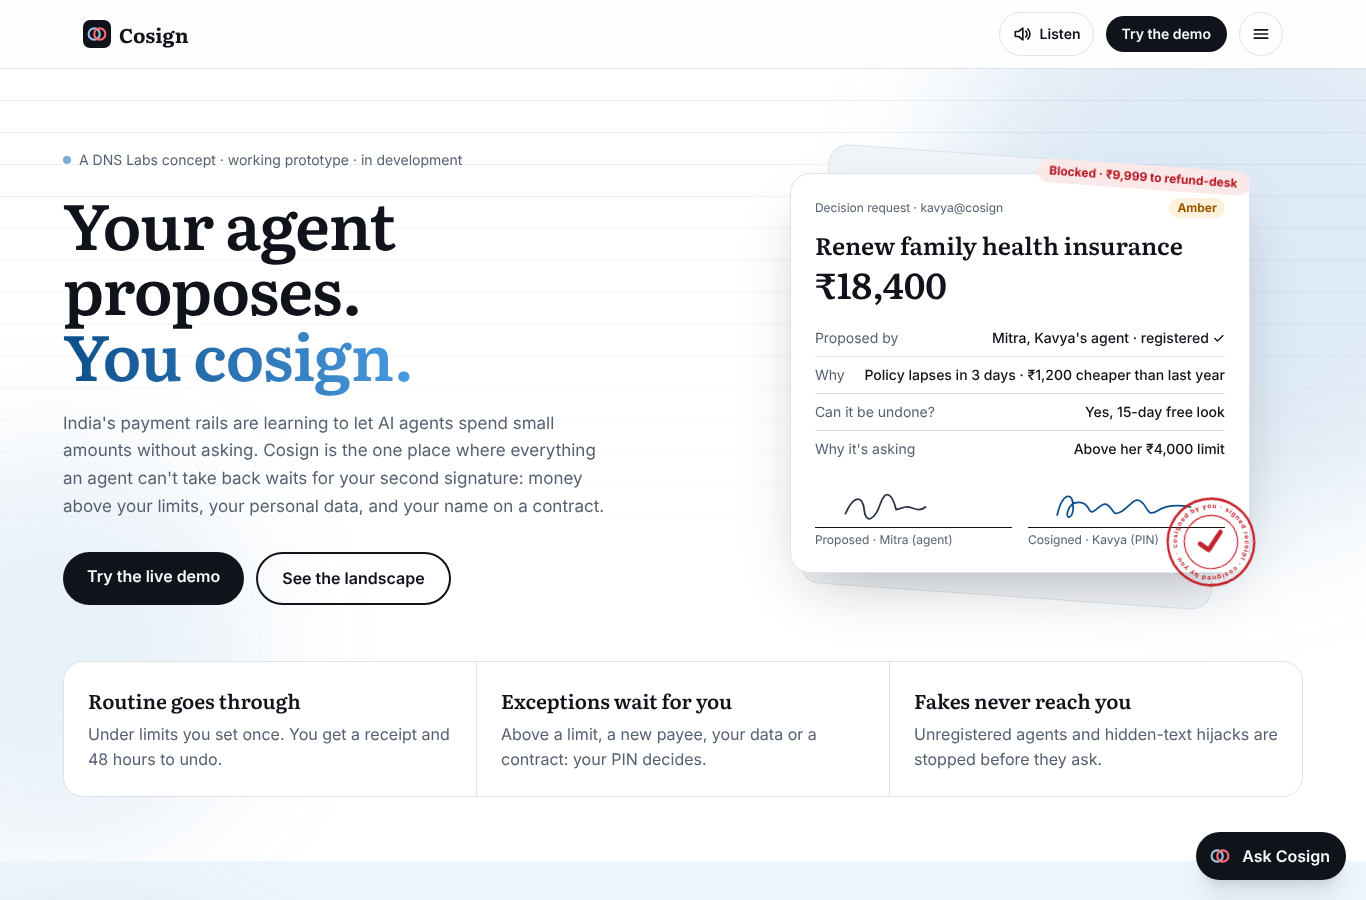 Cosign
Listen
Try the demo
A DNS Labs concept · working prototype · in development
Your agent
proposes.
You cosign.
India's payment rails are learning to let AI agents spend small
amounts without asking. Cosign is the one place where everything
an agent can't take back waits for your second signature: money
above your limits, your personal data, and your name on a contract.
Try the live demo
See the landscape
Blocked · ₹9,999 to refund-desk
Decision request · kavya@cosign
Amber
Renew family health insurance
₹18,400
Proposed by
Mitra, Kavya's agent · registered ✓
Why
Policy lapses in 3 days · ₹1,200 cheaper than last year
Can it be undone?
Yes, 15-day free look
Why it's asking
Above her ₹4,000 limit
Proposed · Mitra (agent)
Cosigned · Kavya (PIN)
cosigned by you · signed receipt · cosigned by you ·
Routine goes through
Under limits you set once. You get a receipt and
48 hours to undo.
Exceptions wait for you
Above a limit, a new payee, your data or a
contract: your PIN decides.
Fakes never reach you
Unregistered agents and hidden-text hijacks are
stopped before they ask.
Ask Cosign